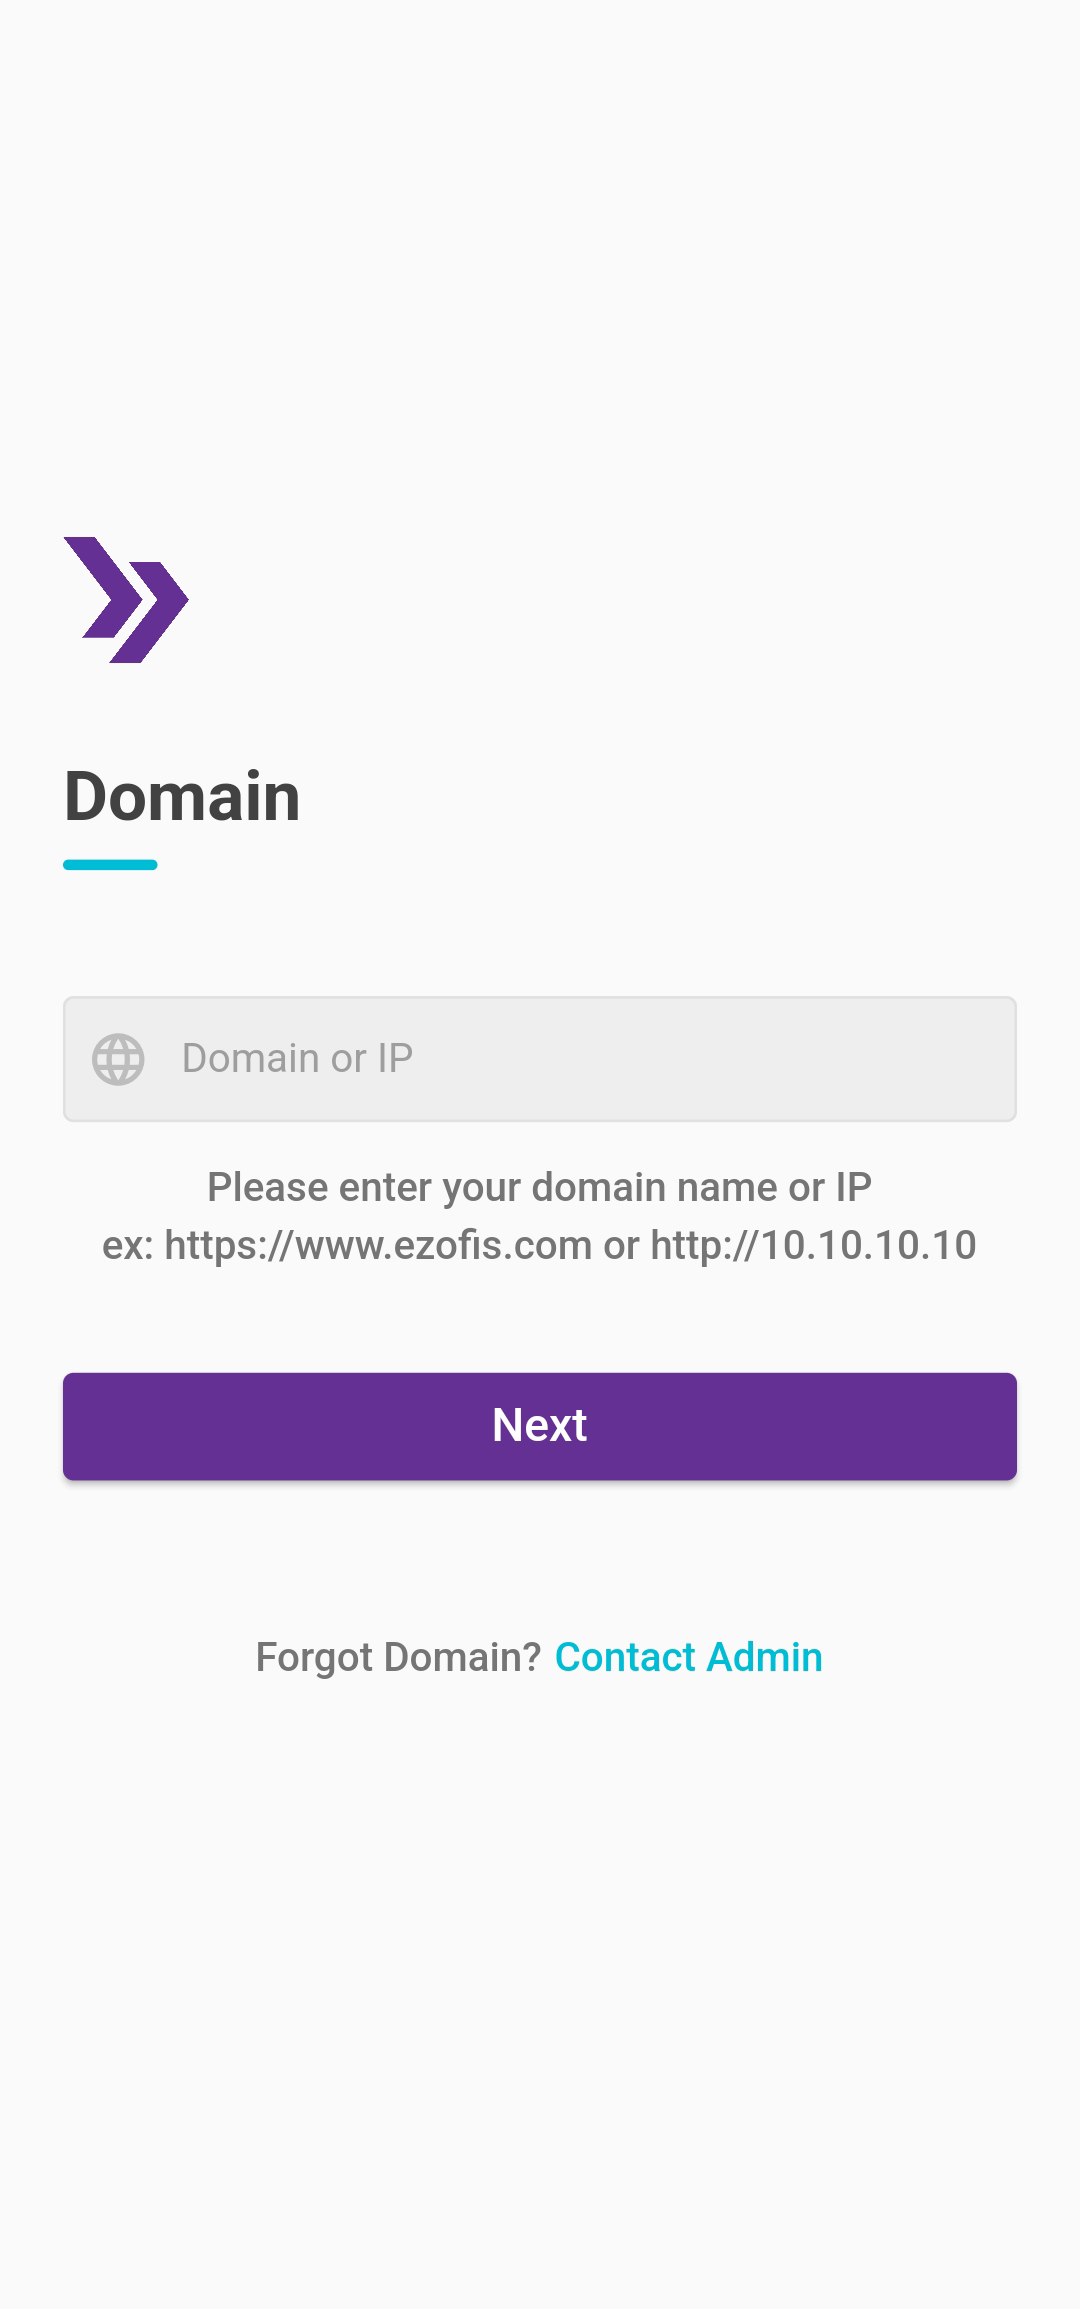 Domain
Domain or IP
Please enter your domain name or IP
ex: https://www.ezofis.com or http://10.10.10.10
Next
Forgot Domain? Contact Admin